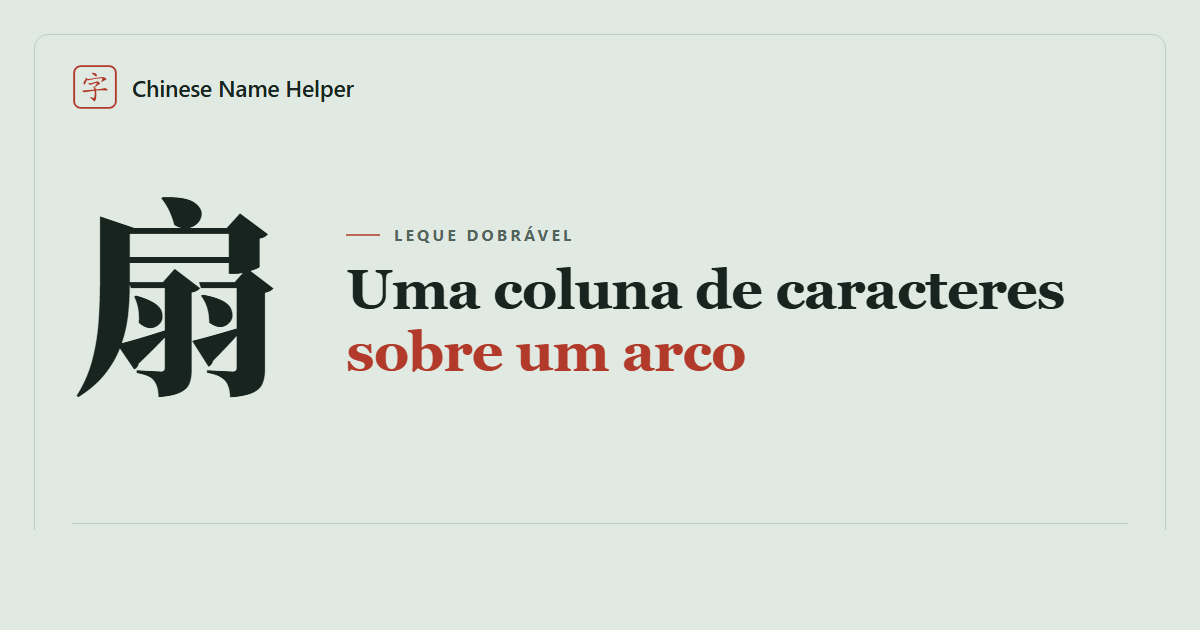 字 Chinese Name Helper
扇
LEQUE DOBRÁVEL
Uma coluna de caracteres
sobre um arco